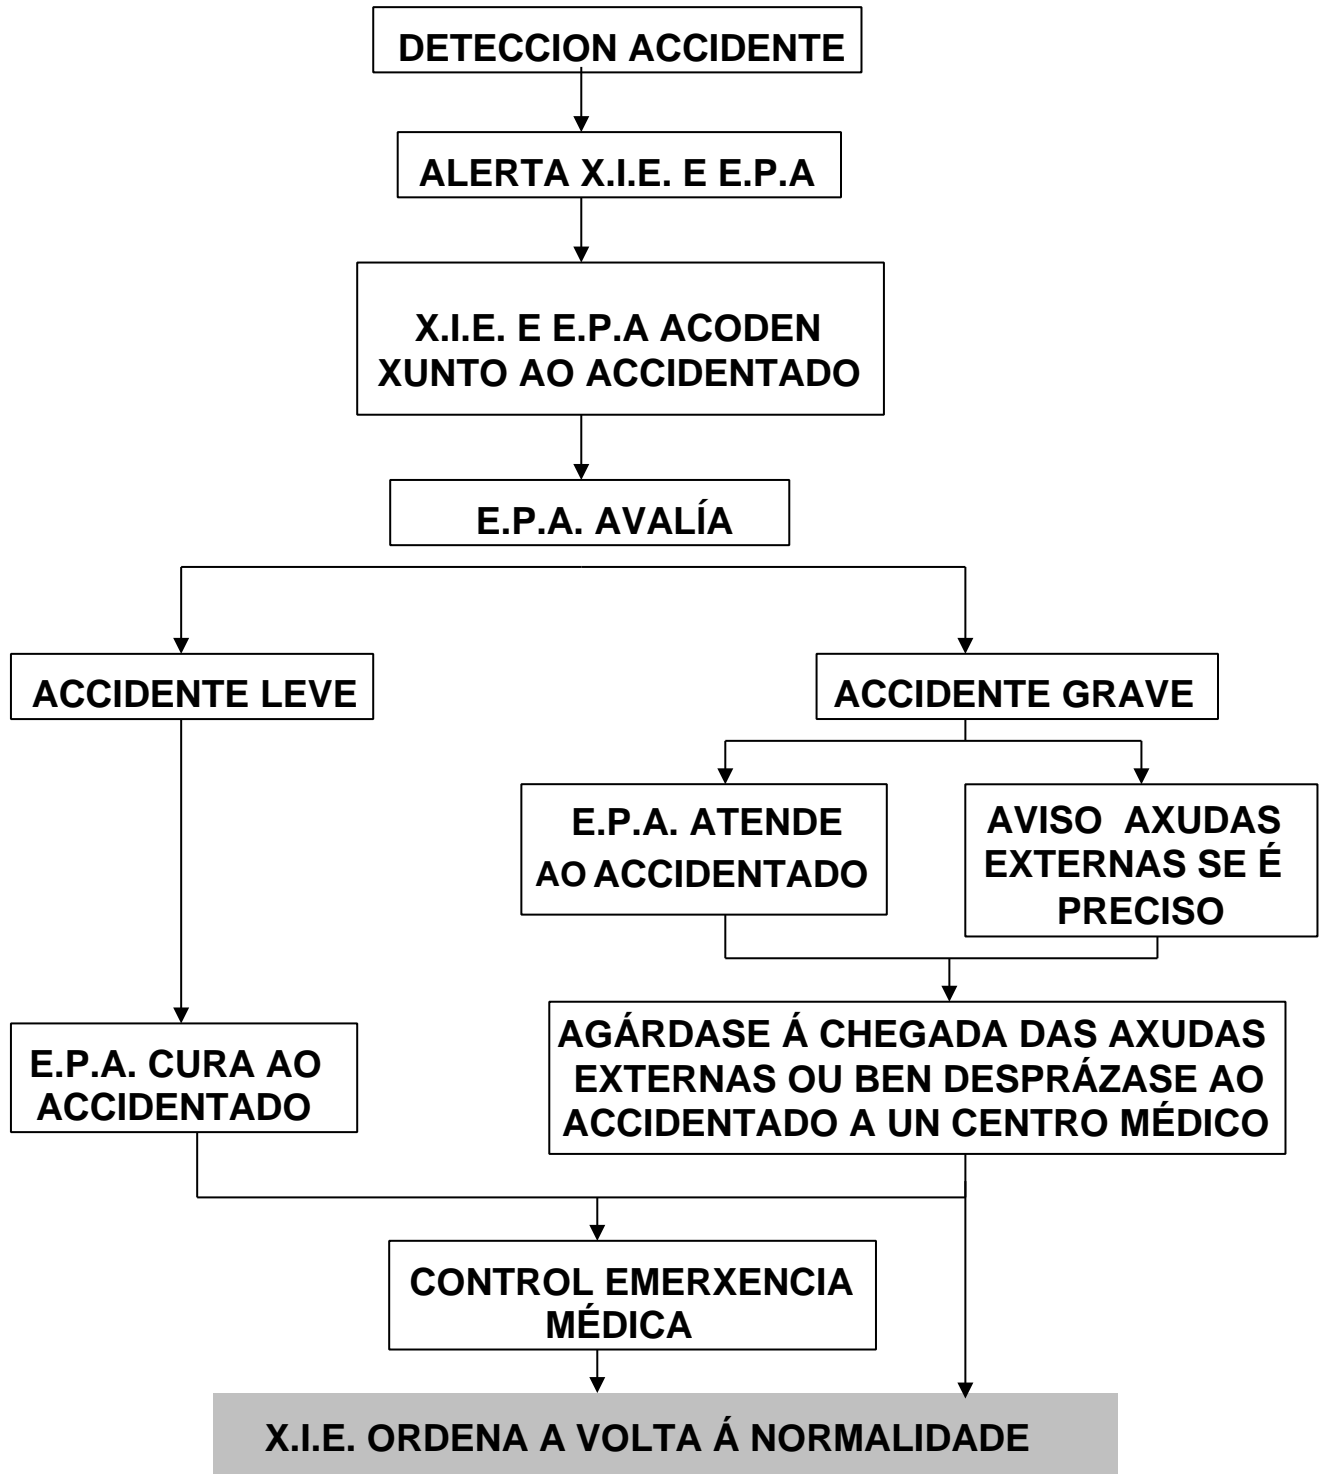 DETECCION ACCIDENTE
ALERTA X.I.E. E E.P.A
X.I.E. E E.P.A ACODEN
XUNTO AO ACCIDENTADO
E.P.A. AVALÍA
ACCIDENTE LEVE
ACCIDENTE GRAVE
E.P.A. ATENDE
AO ACCIDENTADO
AVISO AXUDAS
EXTERNAS SE É
PRECISO
E.P.A. CURA AO
ACCIDENTADO
AGÁRDASE Á CHEGADA DAS AXUDAS
EXTERNAS OU BEN DESPRÁZASE AO
ACCIDENTADO A UN CENTRO MÉDICO
CONTROL EMERXENCIA
MÉDICA
X.I.E. ORDENA A VOLTA Á NORMALIDADE